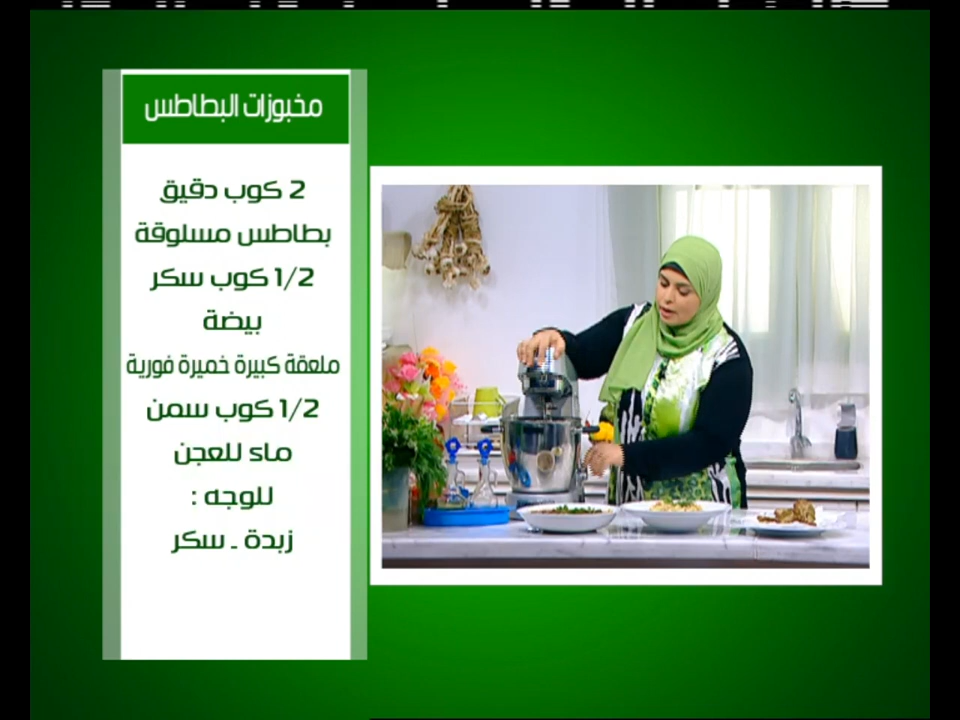 مخبوزات البطاطس
2 كوب دقيق
بطاطس مسلوقة
1/2 كوب سكر
بيضة
ملعقة كبيرة خميرة فورية
1/2 كوب سمن
ماء للعجن
للوجه :
زبدة - سكر